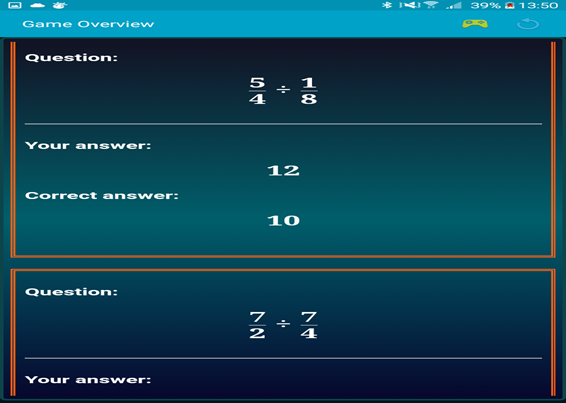 39% 13:50
Game Overview
Question:
5/4 ÷ 1/8
Your answer:
12
Correct answer:
10
Question:
7/2 ÷ 7/4
Your answer: